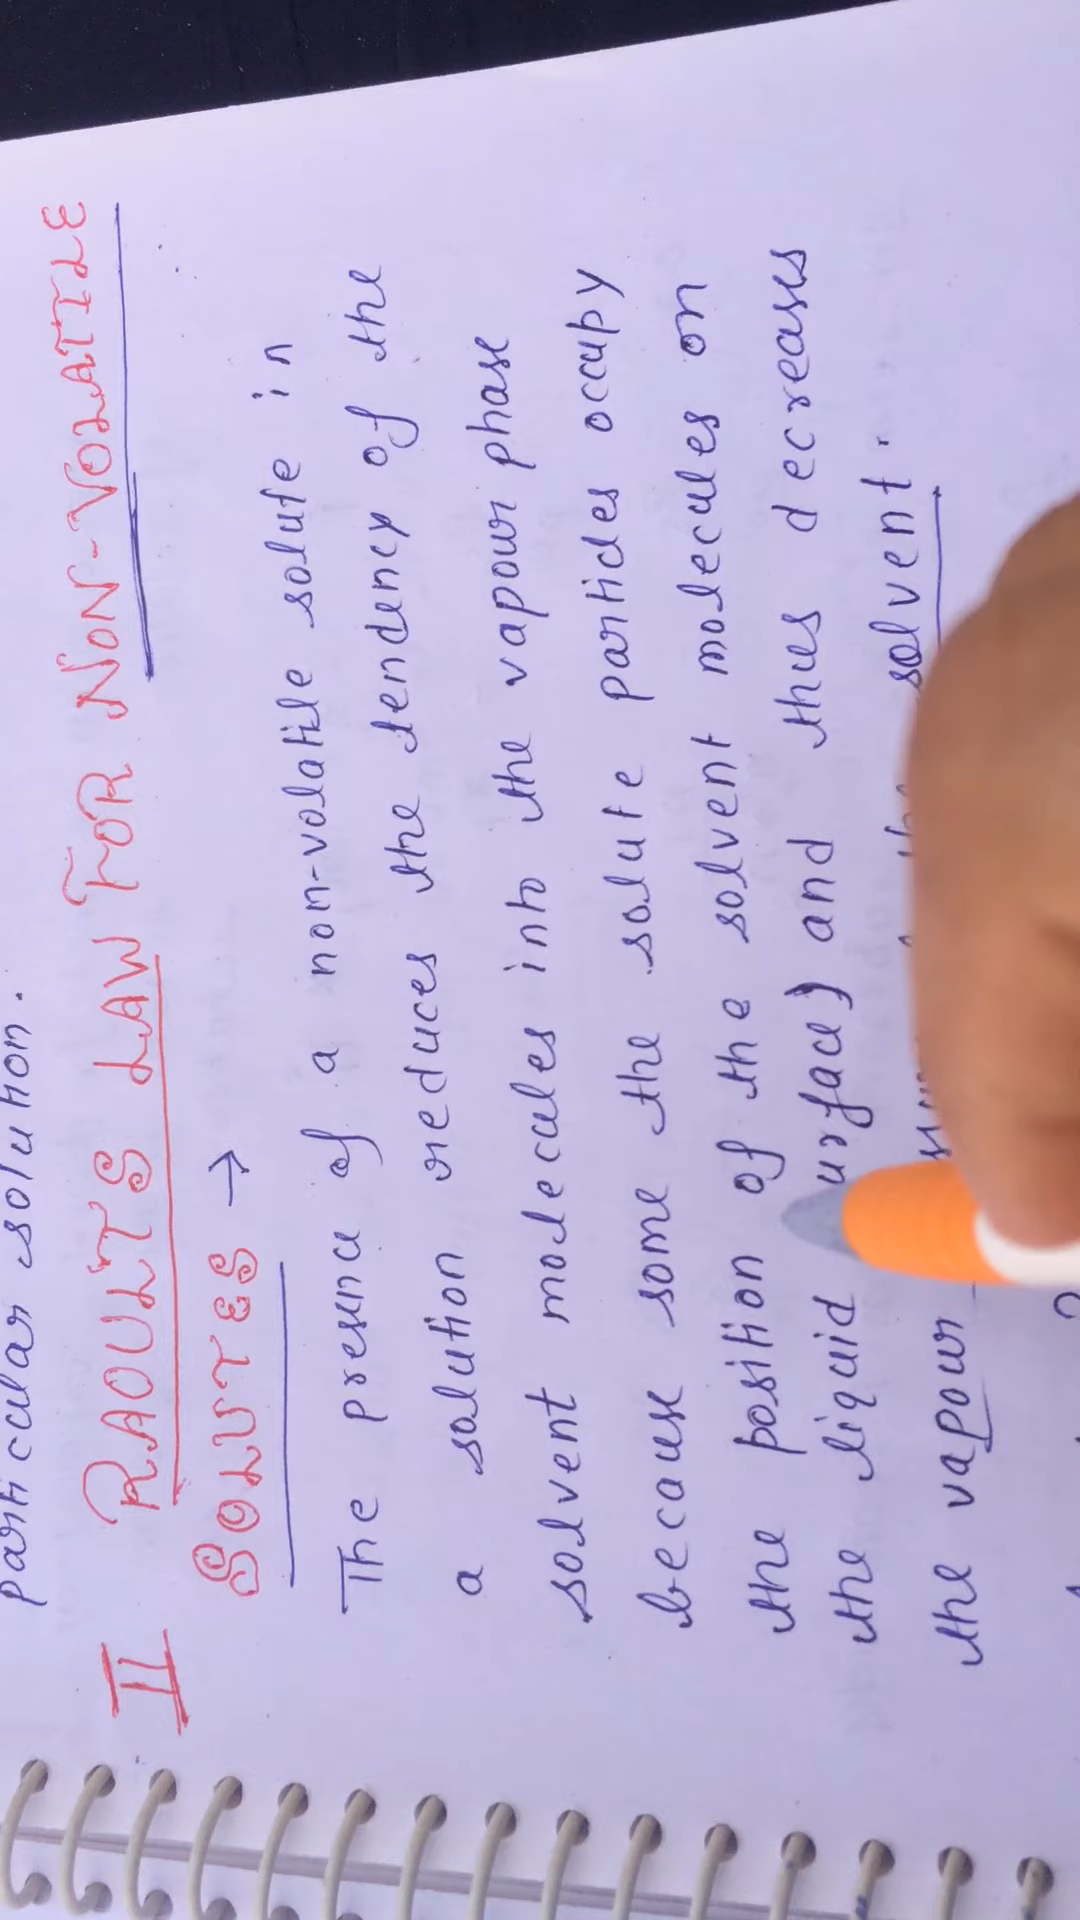 particular solution.
II RAOULTS LAW FOR NON-VOLATILE
SOLUTES →
The presence of a non-volatile solute in
a solution reduces the tendency of the
solvent molecules into the vapour phase
because some the solute particles occupy
the position of the solvent molecules on
the liquid urface) and thus decreases
the vapour solvent.